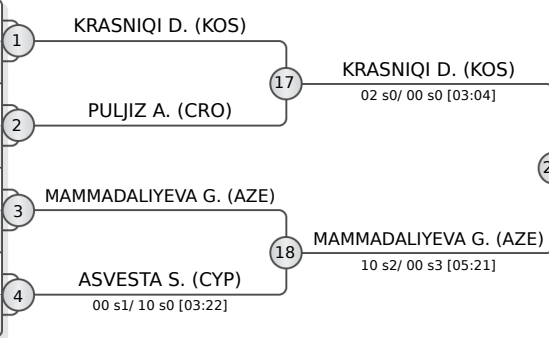 KRASNIQI D. (KOS)
1
17
KRASNIQI D. (KOS)
02 s0/ 00 s0 [03:04]
PULJIZ A. (CRO)
2
2
MAMMADALIYEVA G. (AZE)
3
18
MAMMADALIYEVA G. (AZE)
10 s2/ 00 s3 [05:21]
ASVESTA S. (CYP)
4
00 s1/ 10 s0 [03:22]